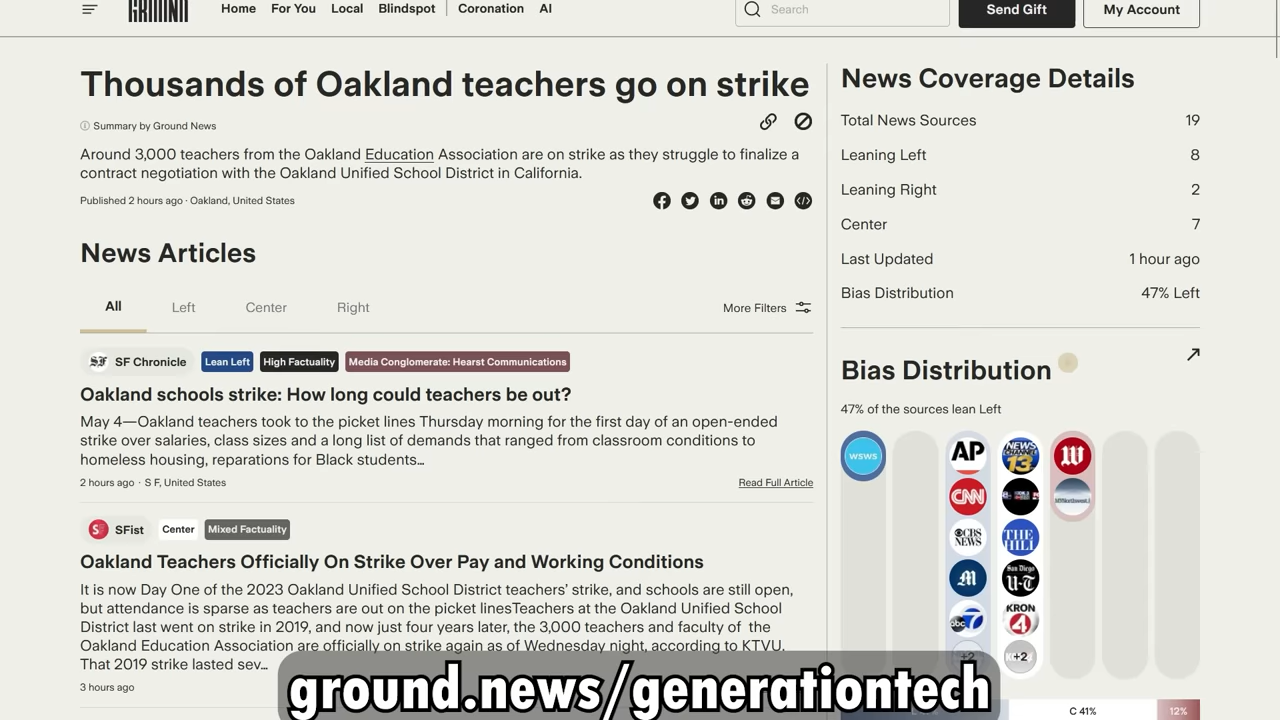 GROUND
Home For You Local Blindspot Coronation AI
Search
Send Gift
My Account
Thousands of Oakland teachers go on strike
Summary by Ground News
Around 3,000 teachers from the Oakland Education Association are on strike as they struggle to finalize a
contract negotiation with the Oakland Unified School District in California.
Published 2 hours ago · Oakland, United States
News Articles
All Left Center Right
More Filters
SF Chronicle Lean Left High Factuality Media Conglomerate: Hearst Communications
Oakland schools strike: How long could teachers be out?
May 4—Oakland teachers took to the picket lines Thursday morning for the first day of an open-ended
strike over salaries, class sizes and a long list of demands that ranged from classroom conditions to
homeless housing, reparations for Black students…
2 hours ago · S F, United States
Read Full Article
SFist Center Mixed Factuality
Oakland Teachers Officially On Strike Over Pay and Working Conditions
It is now Day One of the 2023 Oakland Unified School District teachers’ strike, and schools are still open,
but attendance is sparse as teachers are out on the picket linesTeachers at the Oakland Unified School
District last went on strike in 2019, and now just four years later, the 3,000 teachers and faculty of the
Oakland Education Association are officially on strike again as of Wednesday night, according to KTVU.
That 2019 strike lasted sev…
3 hours ago
News Coverage Details
Total News Sources 19
Leaning Left 8
Leaning Right 2
Center 7
Last Updated 1 hour ago
Bias Distribution 47% Left
Bias Distribution
47% of the sources lean Left
wsws
AP
NEWS CHANNEL 13
W
CNN
MYNorthwest
CBS NEWS
THE HILL
M
San Diego U-T
abc 7
KRON 4
+2
+2
C 41%
12%
ground.news/generationtech